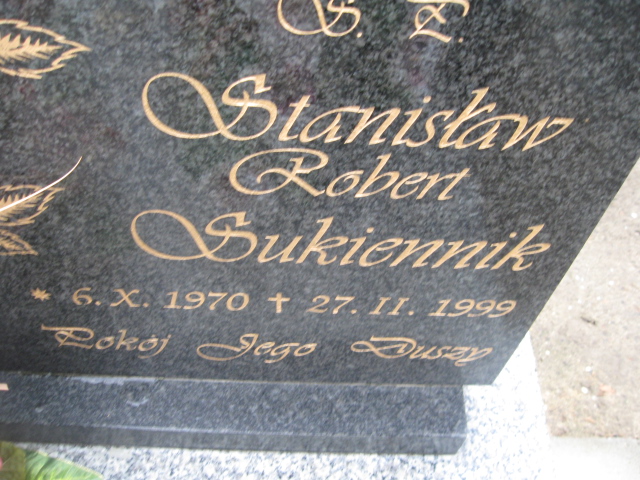 Ś. P.
Stanisław
Robert
Sukiennik
* 6. X. 1970 † 27. II. 1999
Pokój Jego Duszy